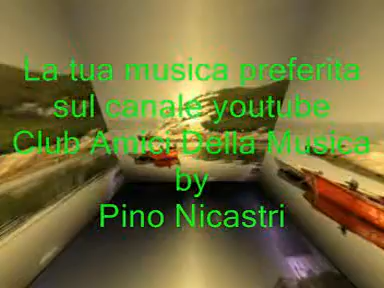 La tua musica preferita
sul canale youtube
Club Amici Della Musica
by
Pino Nicastri